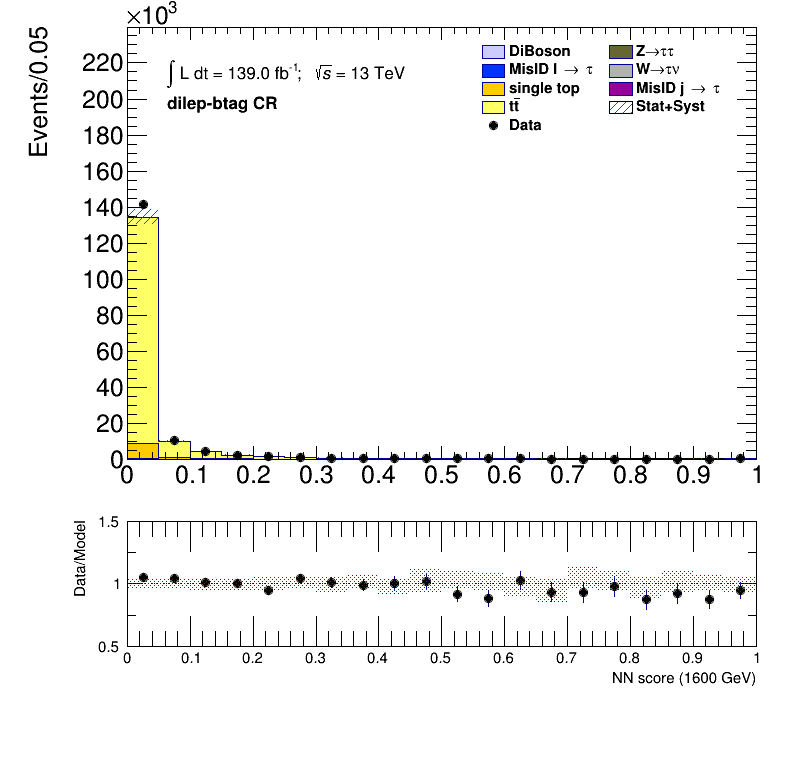 ×10³
Events/0.05
220
200
180
160
140
120
100
80
60
40
20
0
∫ L dt = 139.0 fb⁻¹; √s = 13 TeV
dilep-btag CR
DiBoson
MisID l → τ
single top
tt̄
Data
Z→ττ
W→τν
MisID j → τ
Stat+Syst
0 0.1 0.2 0.3 0.4 0.5 0.6 0.7 0.8 0.9 1
Data/Model
1.5
1
0.5
0 0.1 0.2 0.3 0.4 0.5 0.6 0.7 0.8 0.9 1
NN score (1600 GeV)